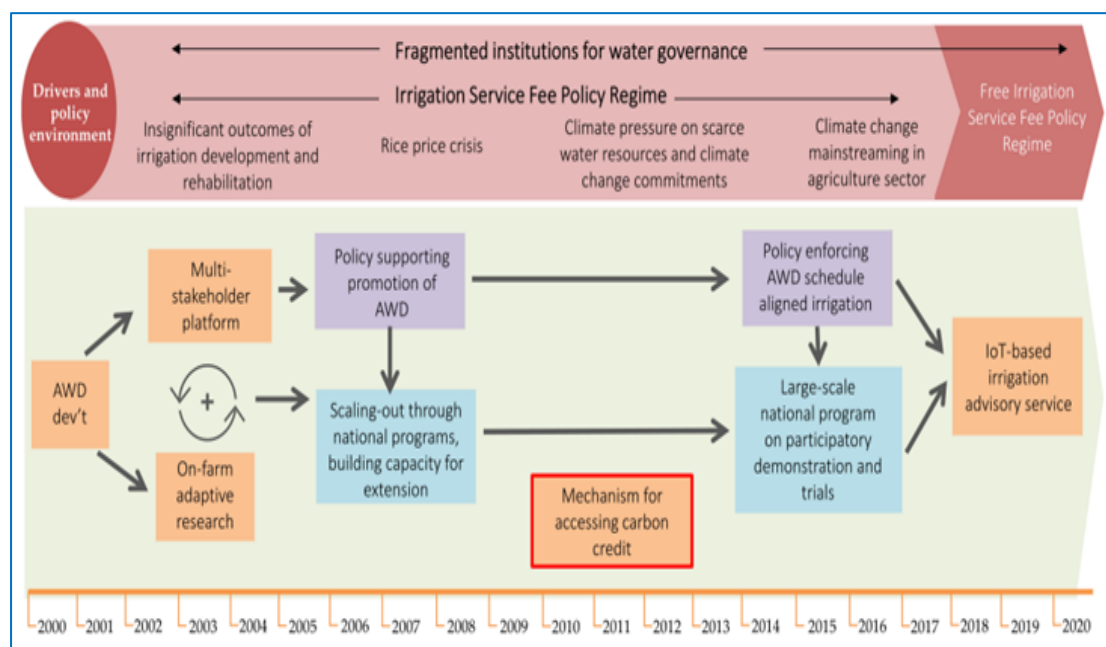 Fragmented institutions for water governance
Drivers and
policy
environment
Irrigation Service Fee Policy Regime
Insignificant outcomes of
irrigation development and
rehabilitation
Rice price crisis
Climate pressure on scarce
water resources and climate
change commitments
Climate change
mainstreaming in
agriculture sector
Free Irrigation
Service Fee Policy
Regime
Multi-
stakeholder
platform
Policy supporting
promotion of
AWD
Policy enforcing
AWD schedule
aligned irrigation
AWD
dev't
+
Scaling-out through
national programs,
building capacity for
extension
Large-scale
national program
on participatory
demonstration and
trials
IoT-based
irrigation
advisory service
On-farm
adaptive
research
Mechanism for
accessing carbon
credit
2000 2001 2002 2003 2004 2005 2006 2007 2008 2009 2010 2011 2012 2013 2014 2015 2016 2017 2018 2019 2020